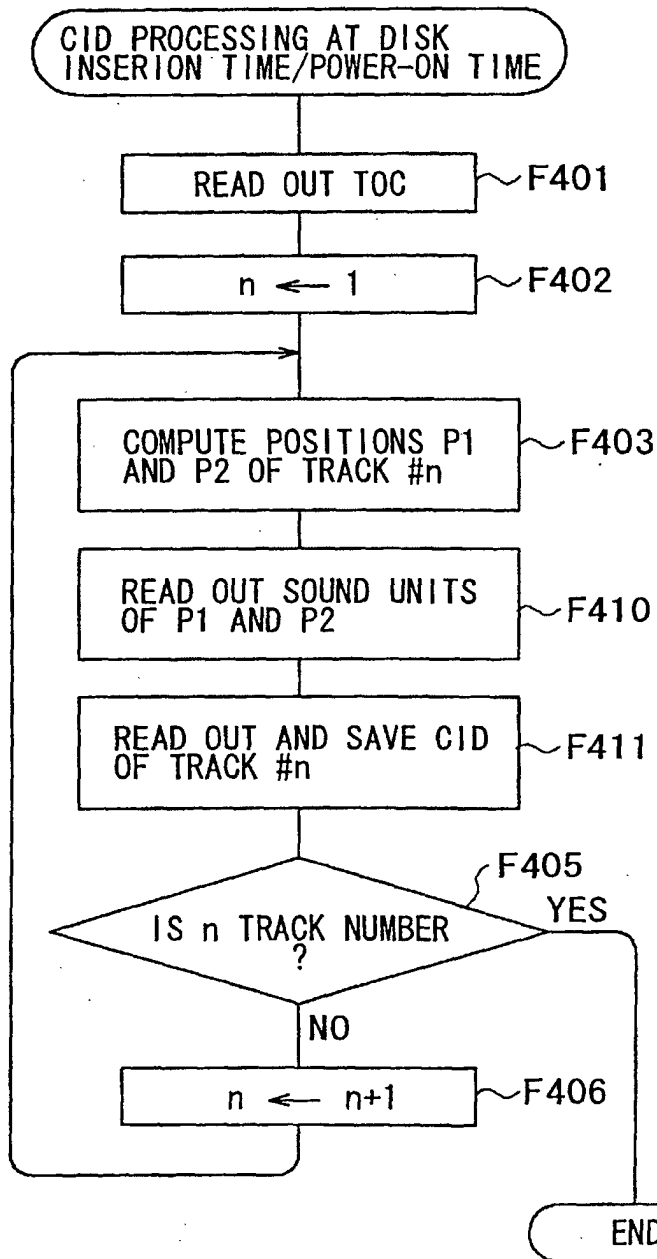 CID PROCESSING AT DISK
INSERION TIME/POWER-ON TIME
READ OUT TOC
F401
n ← 1
F402
COMPUTE POSITIONS P1
AND P2 OF TRACK #n
F403
READ OUT SOUND UNITS
OF P1 AND P2
F410
READ OUT AND SAVE CID
OF TRACK #n
F411
F405
IS n TRACK NUMBER
?
YES
NO
n ← n+1
F406
END